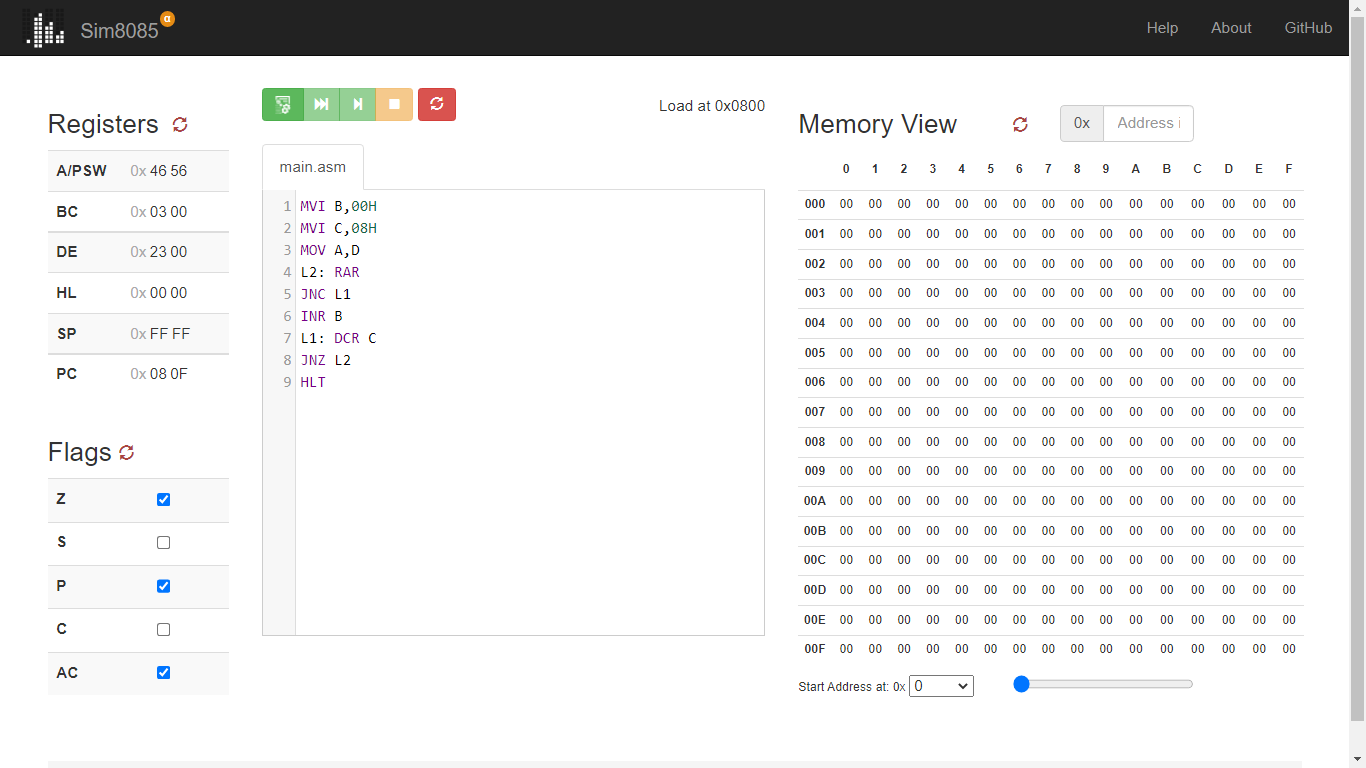 Sim8085 α
Help About GitHub
Load at 0x0800
Registers
A/PSW 0x 46 56
BC 0x 03 00
DE 0x 23 00
HL 0x 00 00
SP 0x FF FF
PC 0x 08 0F
Flags
Z
S
P
C
AC
main.asm
1 MVI B,00H
2 MVI C,08H
3 MOV A,D
4 L2: RAR
5 JNC L1
6 INR B
7 L1: DCR C
8 JNZ L2
9 HLT
Memory View 0x Address i
0 1 2 3 4 5 6 7 8 9 A B C D E F
000 00 00 00 00 00 00 00 00 00 00 00 00 00 00 00 00
001 00 00 00 00 00 00 00 00 00 00 00 00 00 00 00 00
002 00 00 00 00 00 00 00 00 00 00 00 00 00 00 00 00
003 00 00 00 00 00 00 00 00 00 00 00 00 00 00 00 00
004 00 00 00 00 00 00 00 00 00 00 00 00 00 00 00 00
005 00 00 00 00 00 00 00 00 00 00 00 00 00 00 00 00
006 00 00 00 00 00 00 00 00 00 00 00 00 00 00 00 00
007 00 00 00 00 00 00 00 00 00 00 00 00 00 00 00 00
008 00 00 00 00 00 00 00 00 00 00 00 00 00 00 00 00
009 00 00 00 00 00 00 00 00 00 00 00 00 00 00 00 00
00A 00 00 00 00 00 00 00 00 00 00 00 00 00 00 00 00
00B 00 00 00 00 00 00 00 00 00 00 00 00 00 00 00 00
00C 00 00 00 00 00 00 00 00 00 00 00 00 00 00 00 00
00D 00 00 00 00 00 00 00 00 00 00 00 00 00 00 00 00
00E 00 00 00 00 00 00 00 00 00 00 00 00 00 00 00 00
00F 00 00 00 00 00 00 00 00 00 00 00 00 00 00 00 00
Start Address at: 0x 0